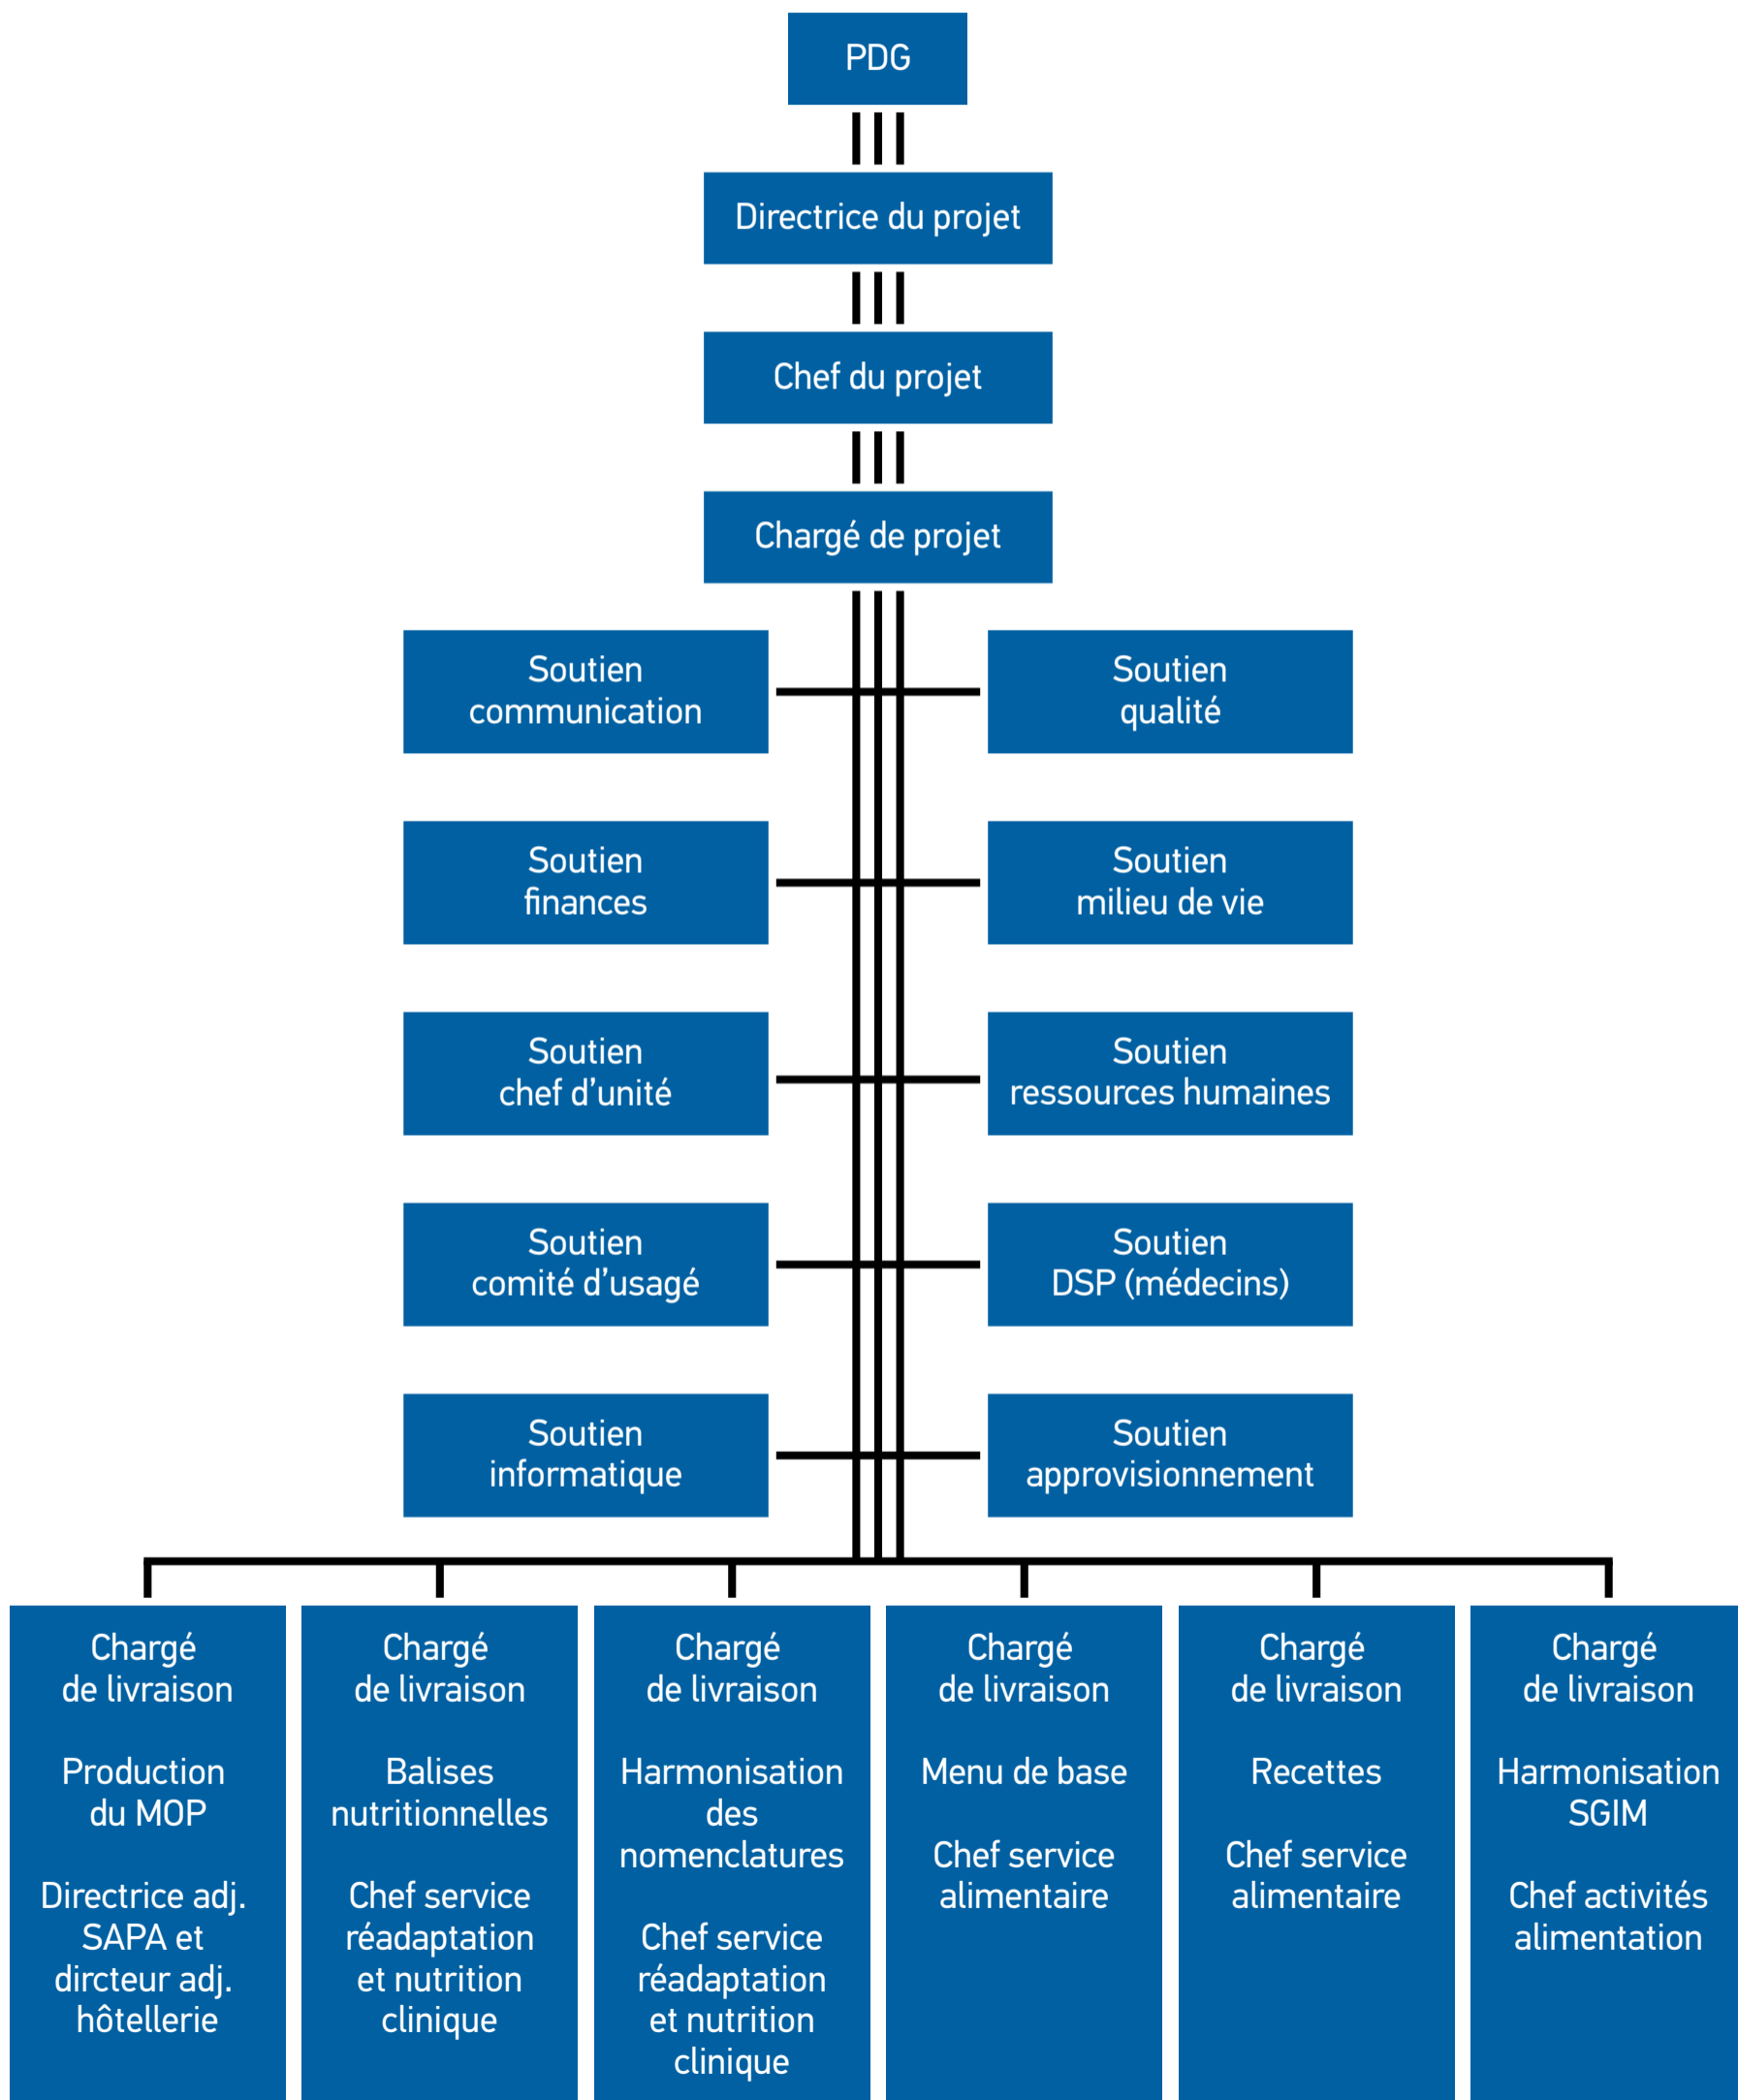 PDG
Directrice du projet
Chef du projet
Chargé de projet
Soutien
communication
Soutien
qualité
Soutien
finances
Soutien
milieu de vie
Soutien
chef d’unité
Soutien
ressources humaines
Soutien
comité d’usagé
Soutien
DSP (médecins)
Soutien
informatique
Soutien
approvisionnement
Chargé
de livraison
Production
du MOP
Directrice adj.
SAPA et
dircteur adj.
hôtellerie
Chargé
de livraison
Balises
nutritionnelles
Chef service
réadaptation
et nutrition
clinique
Chargé
de livraison
Harmonisation
des
nomenclatures
Chef service
réadaptation
et nutrition
clinique
Chargé
de livraison
Menu de base
Chef service
alimentaire
Chargé
de livraison
Recettes
Chef service
alimentaire
Chargé
de livraison
Harmonisation
SGIM
Chef activités
alimentation